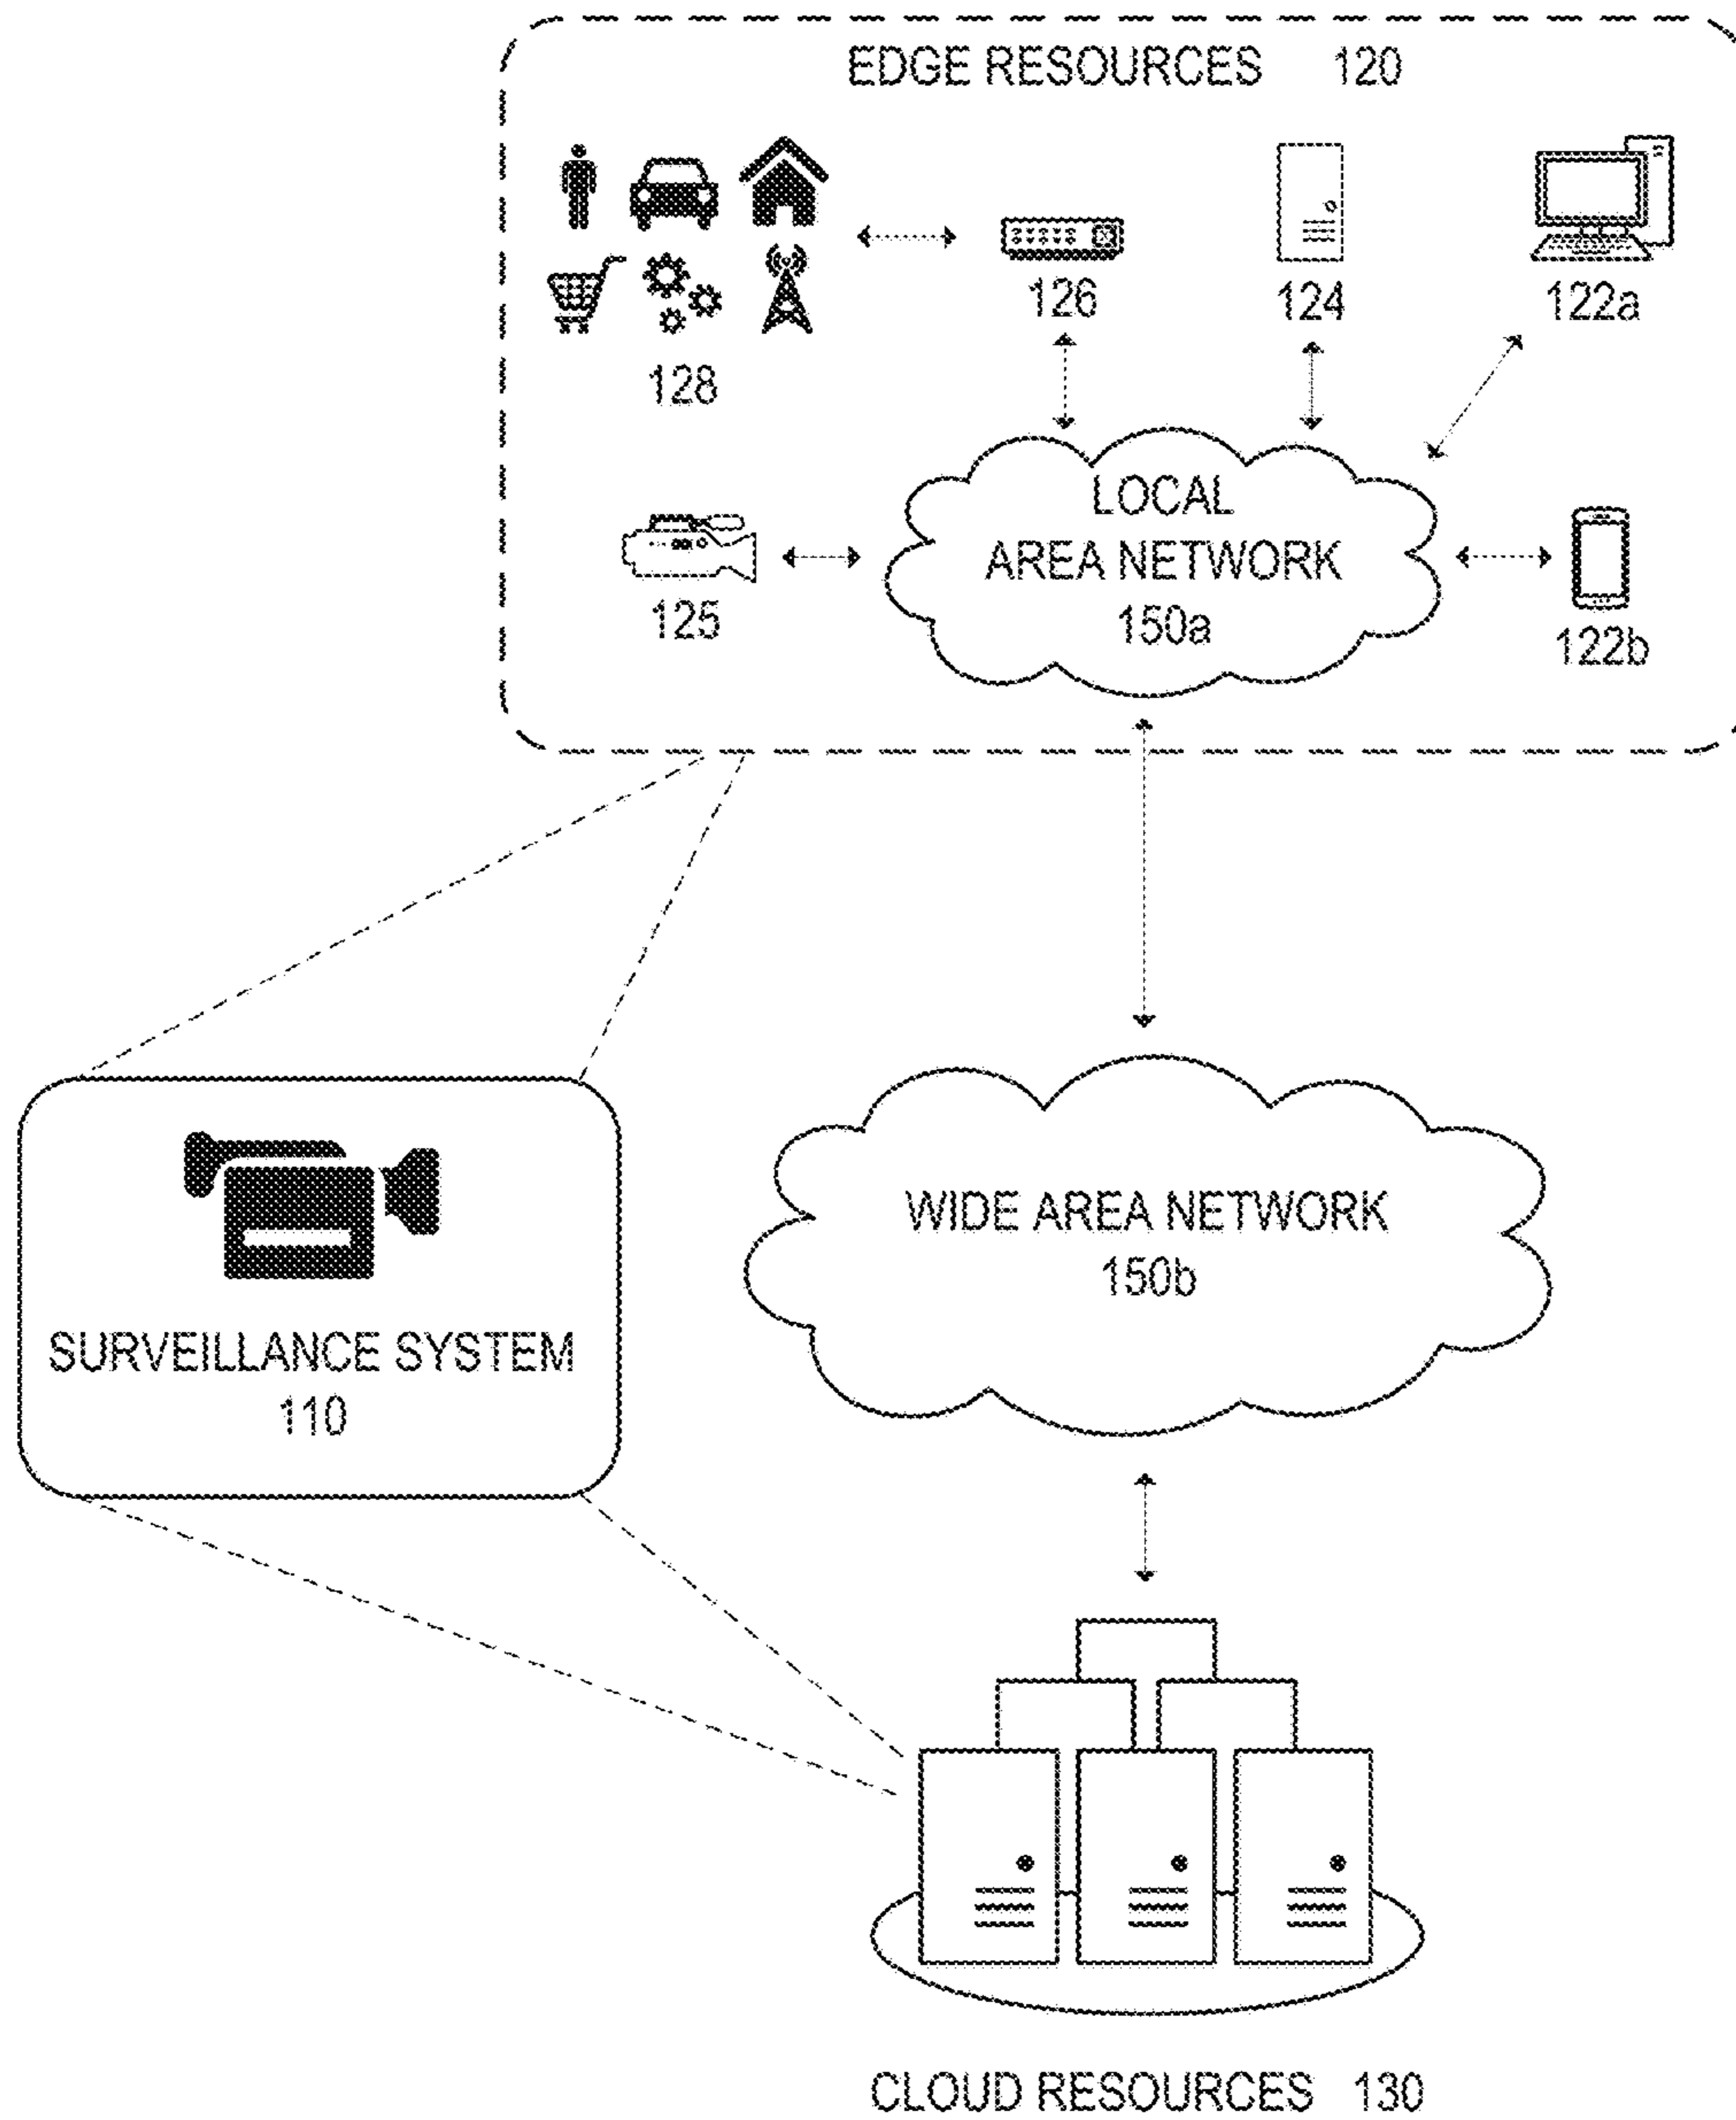 EDGE RESOURCES 120
126
124
122a
128
LOCAL
AREA NETWORK
150a
125
122b
WIDE AREA NETWORK
150b
SURVEILLANCE SYSTEM
110
CLOUD RESOURCES 130